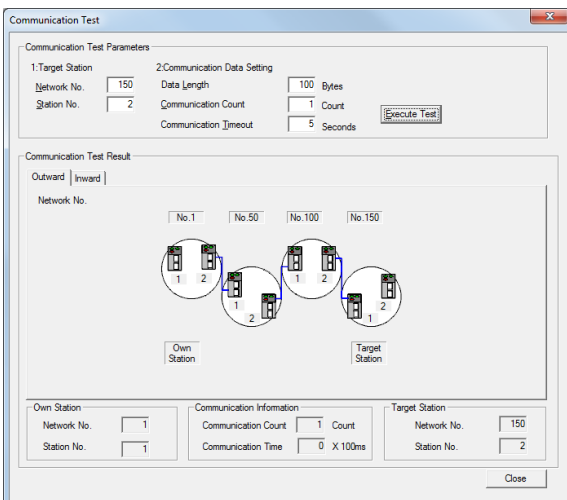 Communication Test
Communication Test Parameters
1:Target Station 2:Communication Data Setting
Network No. 150 Data Length 100 Bytes
Station No. 2 Communication Count 1 Count
Execute Test
Communication Timeout 5 Seconds
Communication Test Result
Outward Inward
Network No.
No.1 No.50 No.100 No.150
1 2 1 2 1 2 1 2
Own Station
Target Station
Own Station Communication Information Target Station
Network No. 1 Communication Count 1 Count Network No. 150
Station No. 1 Communication Time 0 X 100ms Station No. 2
Close